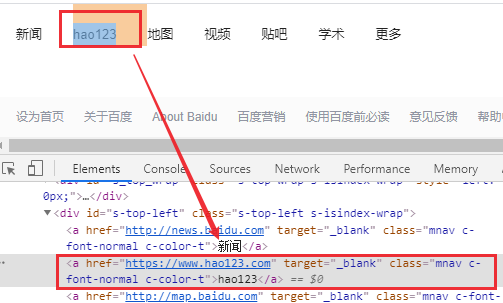 新闻 hao123 地图 视频 贴吧 学术 更多
设为首页 关于百度 About Baidu 百度营销 使用百度前必读 意见反馈 帮助
Elements Console Sources Network Performance Memory
0px;">…</div>
<div id="s-top-left" class="s-top-left s-isindex-wrap">
<a href="http://news.baidu.com" target="_blank" class="mnav c-
font-normal c-color-t">新闻</a>
<a href="https://www.hao123.com" target="_blank" class="mnav c-
font-normal c-color-t">hao123</a> == $0
<a href="http://map.baidu.com" target="_blank" class="mnav c-